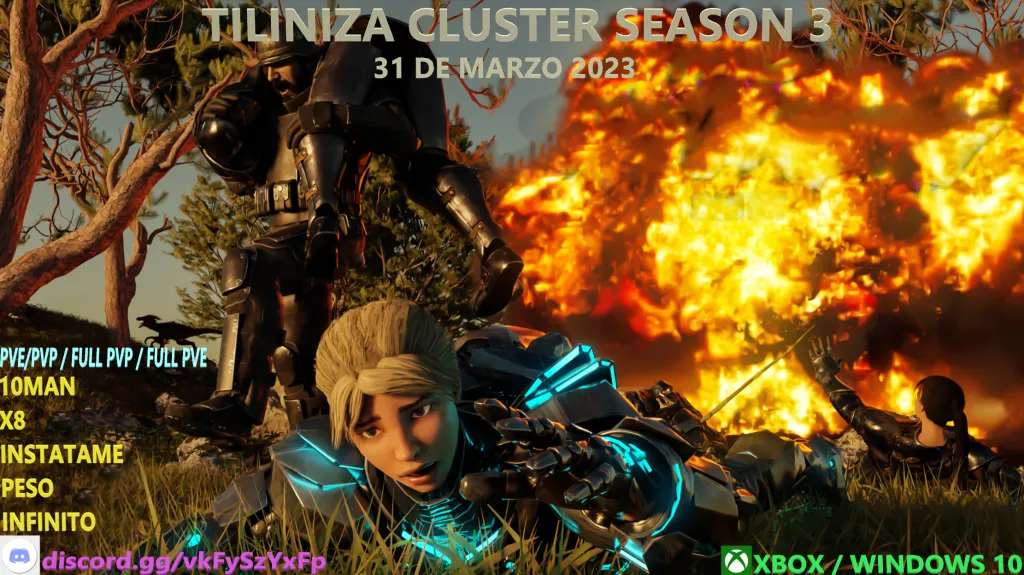 TILINIZA CLUSTER SEASON 3
31 DE MARZO 2023
PVE/PVP / FULL PVP / FULL PVE
10MAN
X8
INSTATAME
PESO
INFINITO
discord.gg/vkFySzYxFp
XBOX / WINDOWS 10